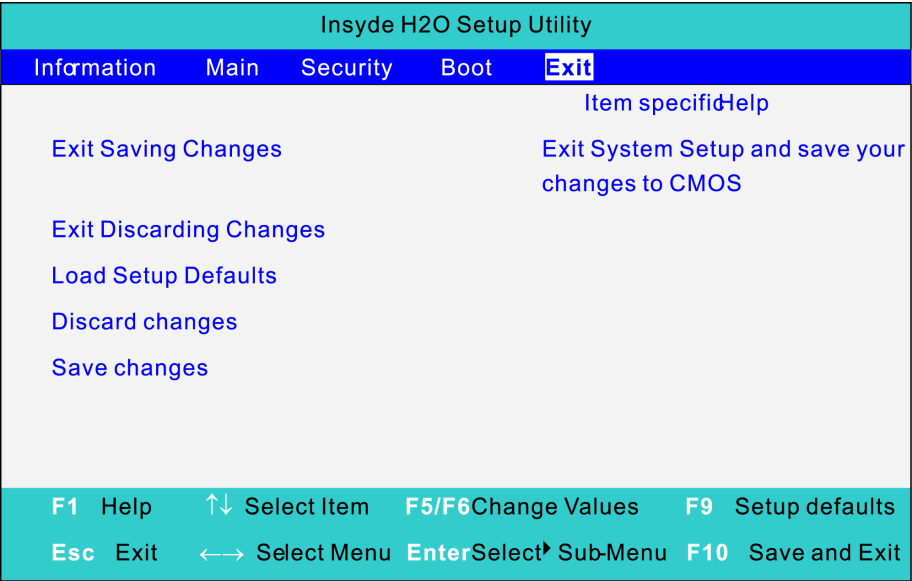 Insyde H2O Setup Utility
Information Main Security Boot Exit
Item specific Help
Exit Saving Changes
Exit System Setup and save your
changes to CMOS
Exit Discarding Changes
Load Setup Defaults
Discard changes
Save changes
F1 Help ↑↓ Select Item F5/F6 Change Values F9 Setup defaults
Esc Exit ←→ Select Menu Enter Select ▸ Sub-Menu F10 Save and Exit